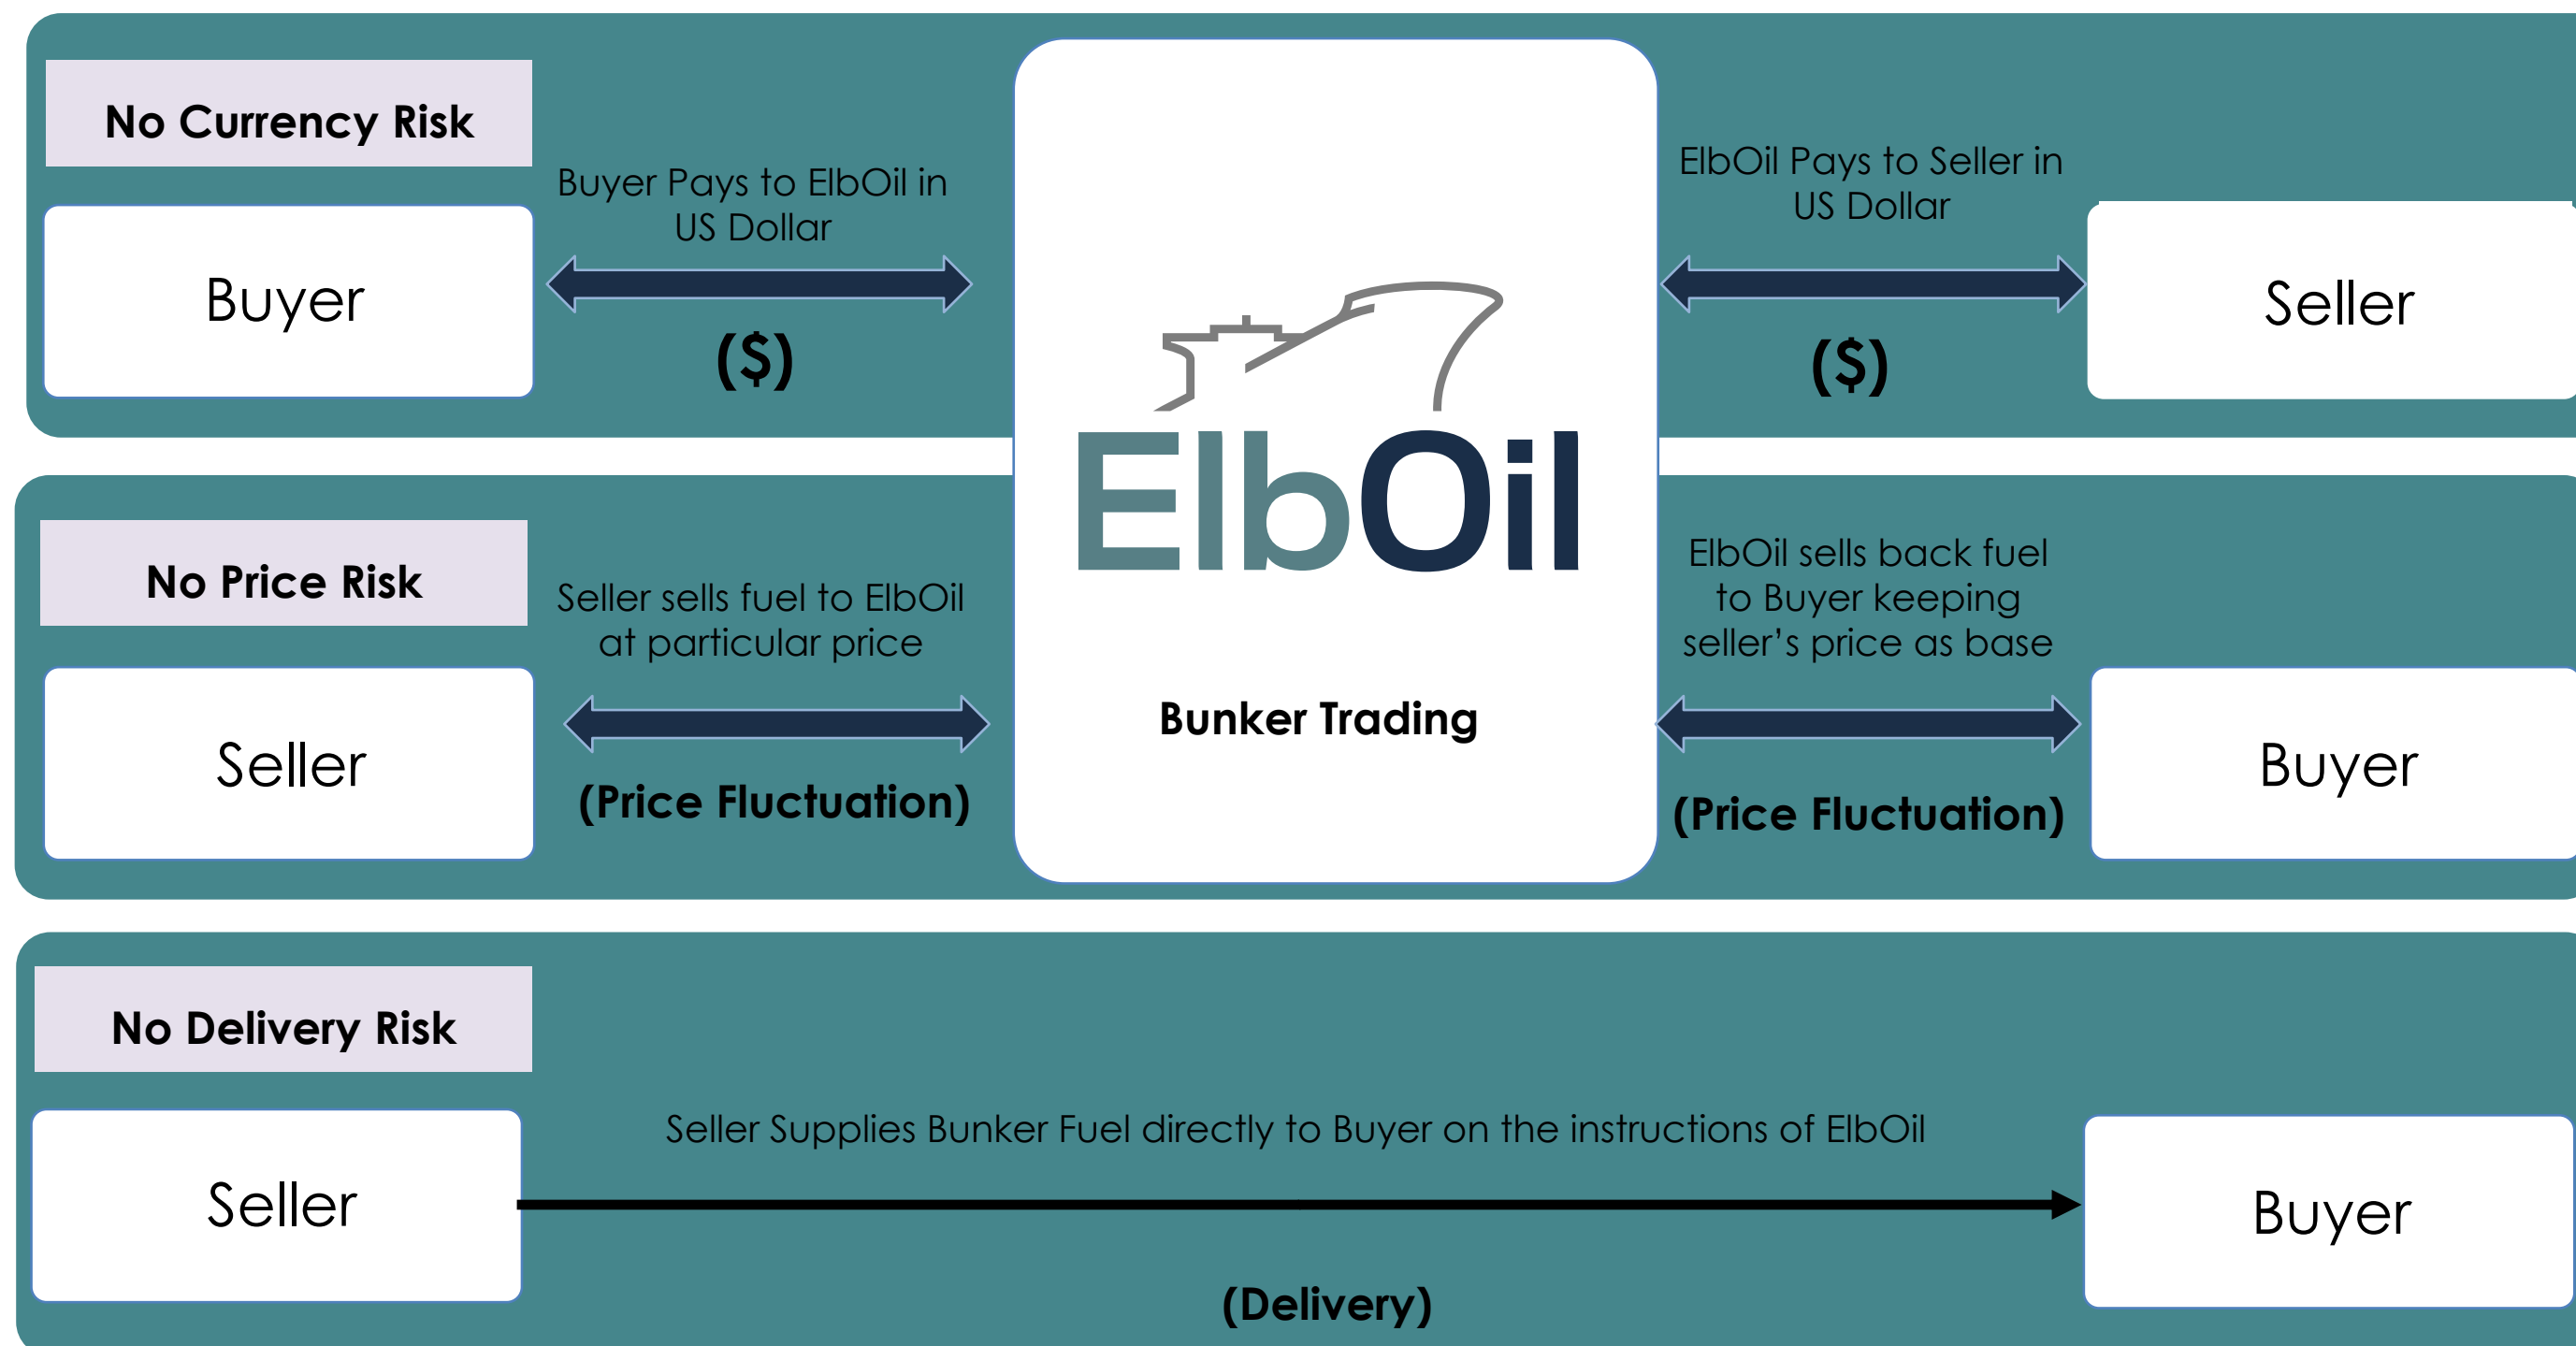 No Currency Risk
Buyer Pays to ElbOil in
US Dollar
Buyer
($)
ElbOil Pays to Seller in
US Dollar
Seller
($)
ElbOil
Bunker Trading
No Price Risk
Seller sells fuel to ElbOil
at particular price
Seller
(Price Fluctuation)
ElbOil sells back fuel
to Buyer keeping
seller’s price as base
Buyer
(Price Fluctuation)
No Delivery Risk
Seller Supplies Bunker Fuel directly to Buyer on the instructions of ElbOil
Seller
Buyer
(Delivery)